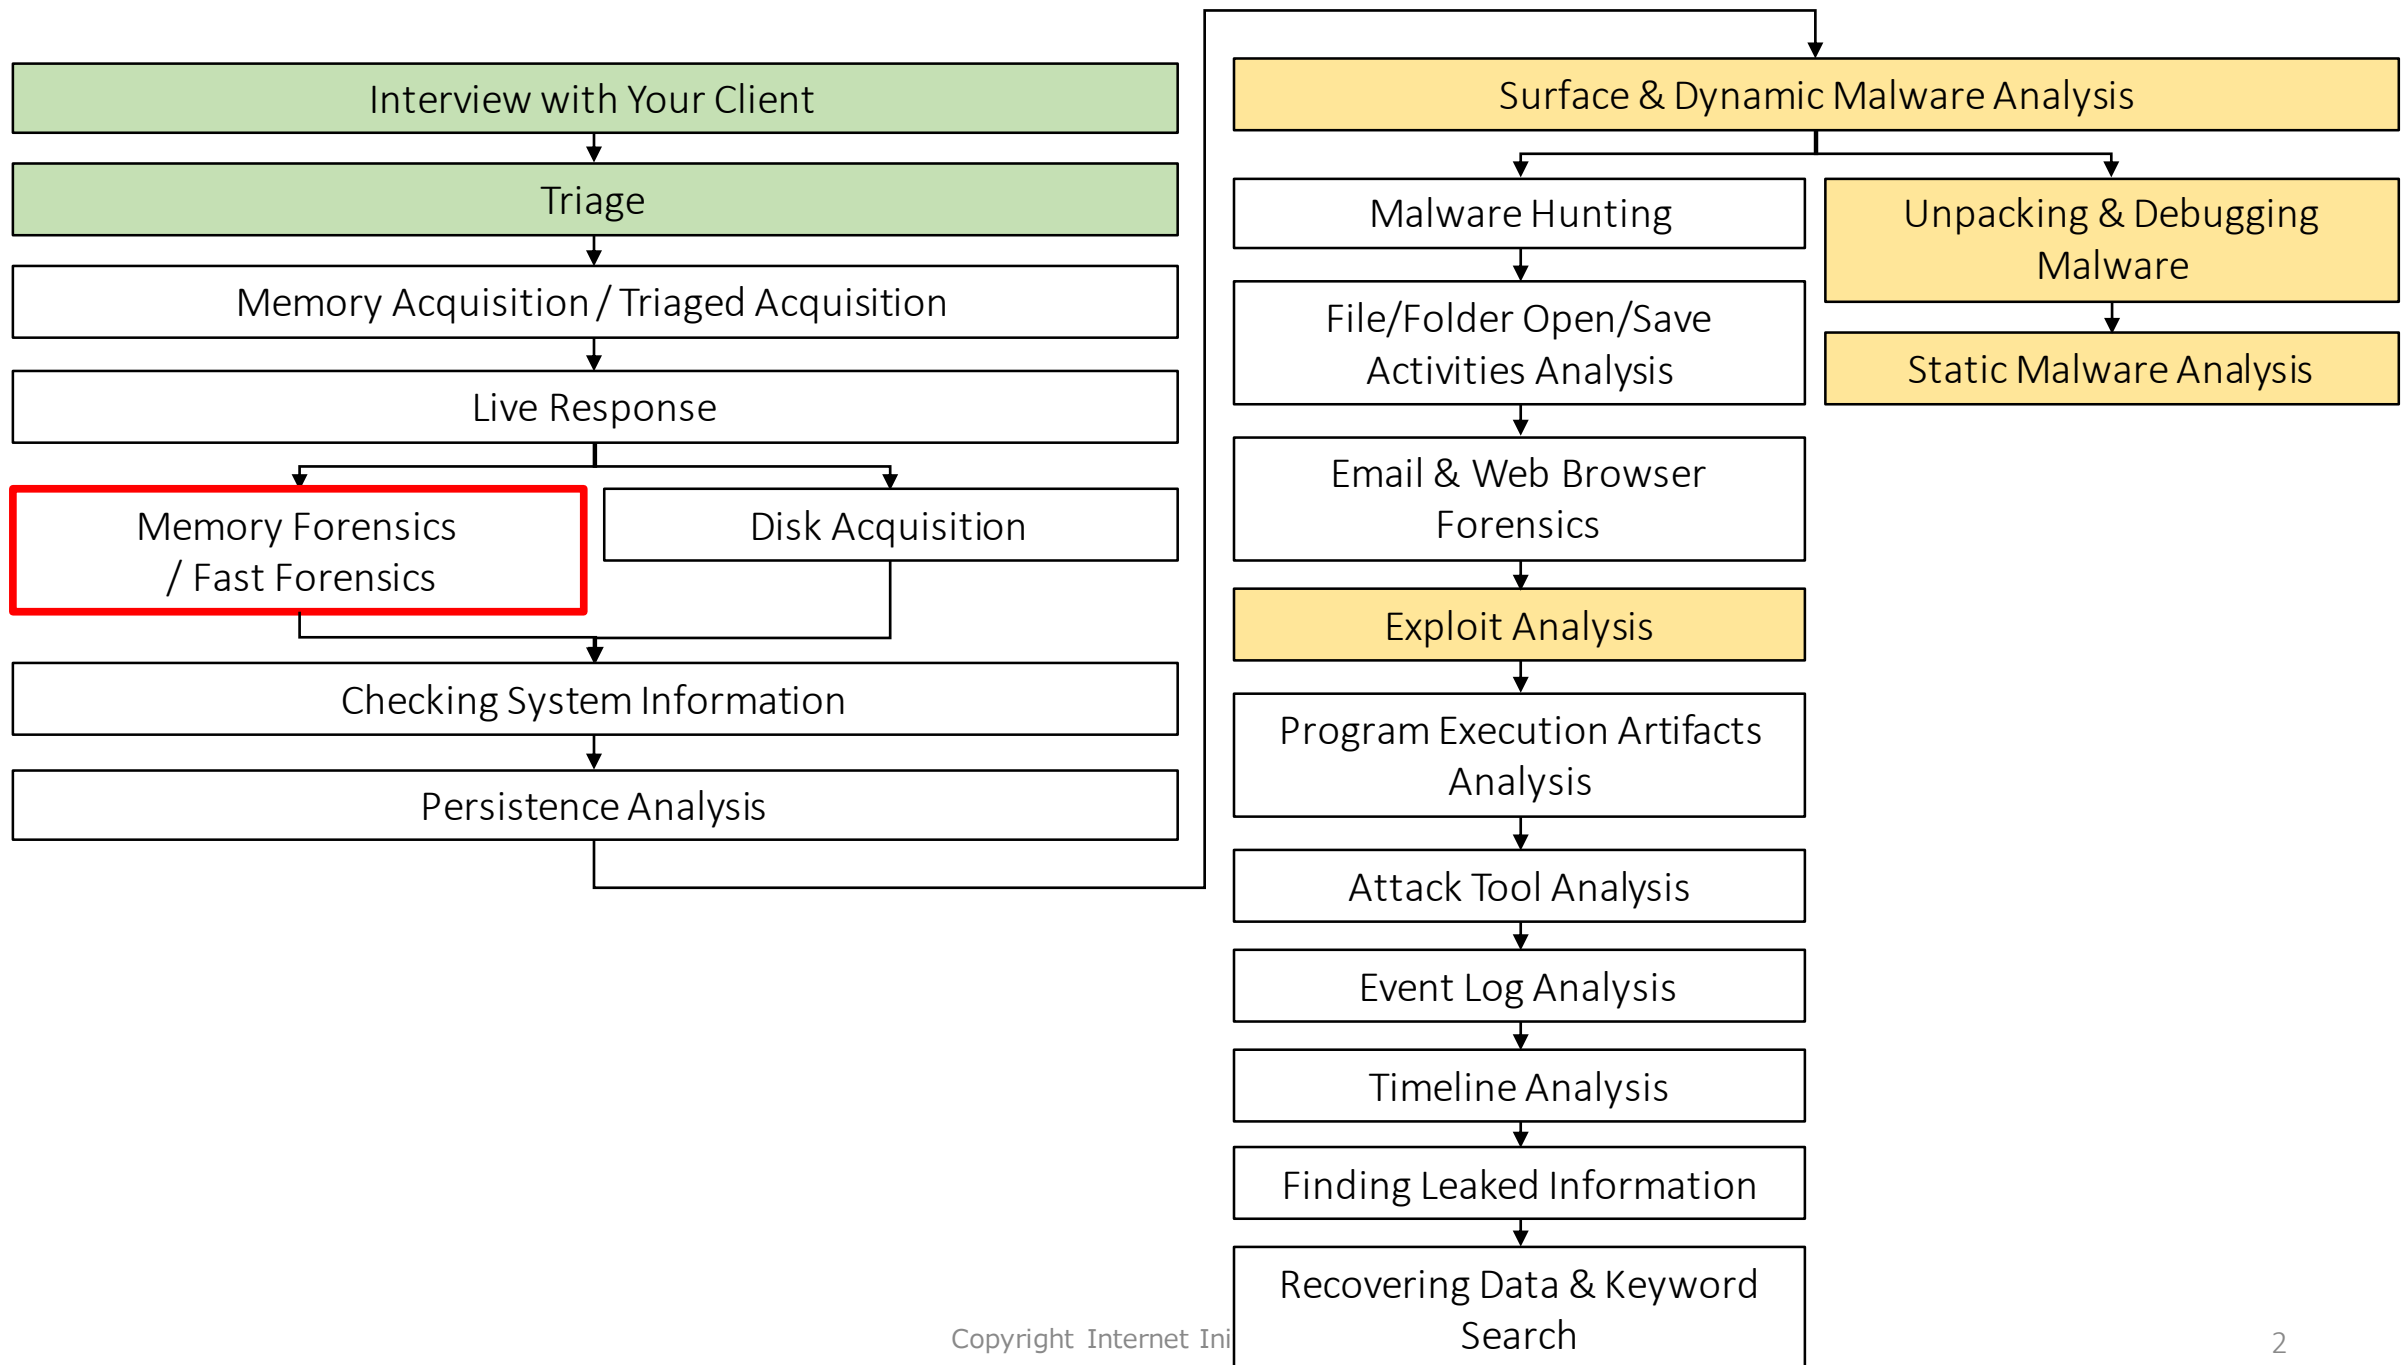 Interview with Your Client
Triage
Memory Acquisition / Triaged Acquisition
Live Response
Memory Forensics
/ Fast Forensics
Disk Acquisition
Checking System Information
Persistence Analysis
Surface & Dynamic Malware Analysis
Malware Hunting
Unpacking & Debugging
Malware
File/Folder Open/Save
Activities Analysis
Static Malware Analysis
Email & Web Browser
Forensics
Exploit Analysis
Program Execution Artifacts
Analysis
Attack Tool Analysis
Event Log Analysis
Timeline Analysis
Finding Leaked Information
Recovering Data & Keyword
Search
Copyright Internet
2